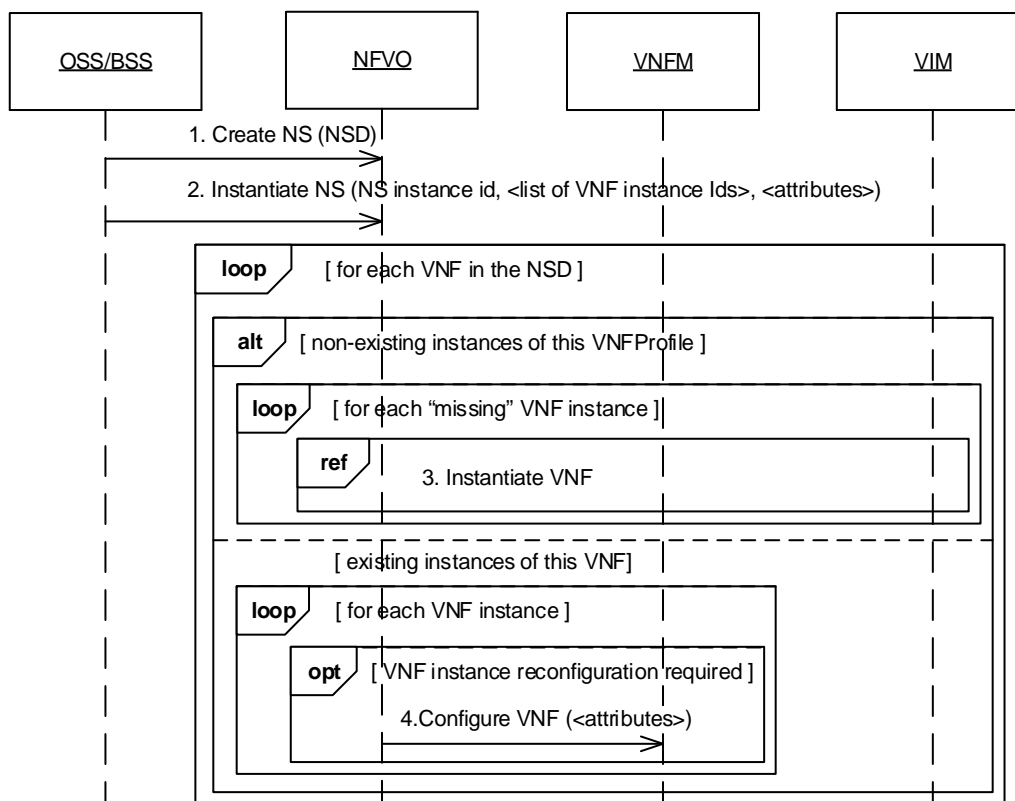 OSS/BSS
NFVO
VNFM
VIM
1. Create NS (NSD)
2. Instantiate NS (NS instance id, <list of VNF instance Ids>, <attributes>)
loop
[ for each VNF in the NSD ]
alt
[ non-existing instances of this VNFProfile ]
loop
[ for each “missing” VNF instance ]
ref
3. Instantiate VNF
[ existing instances of this VNF]
loop
[ for each VNF instance ]
opt
[ VNF instance reconfiguration required ]
4.Configure VNF (<attributes>)